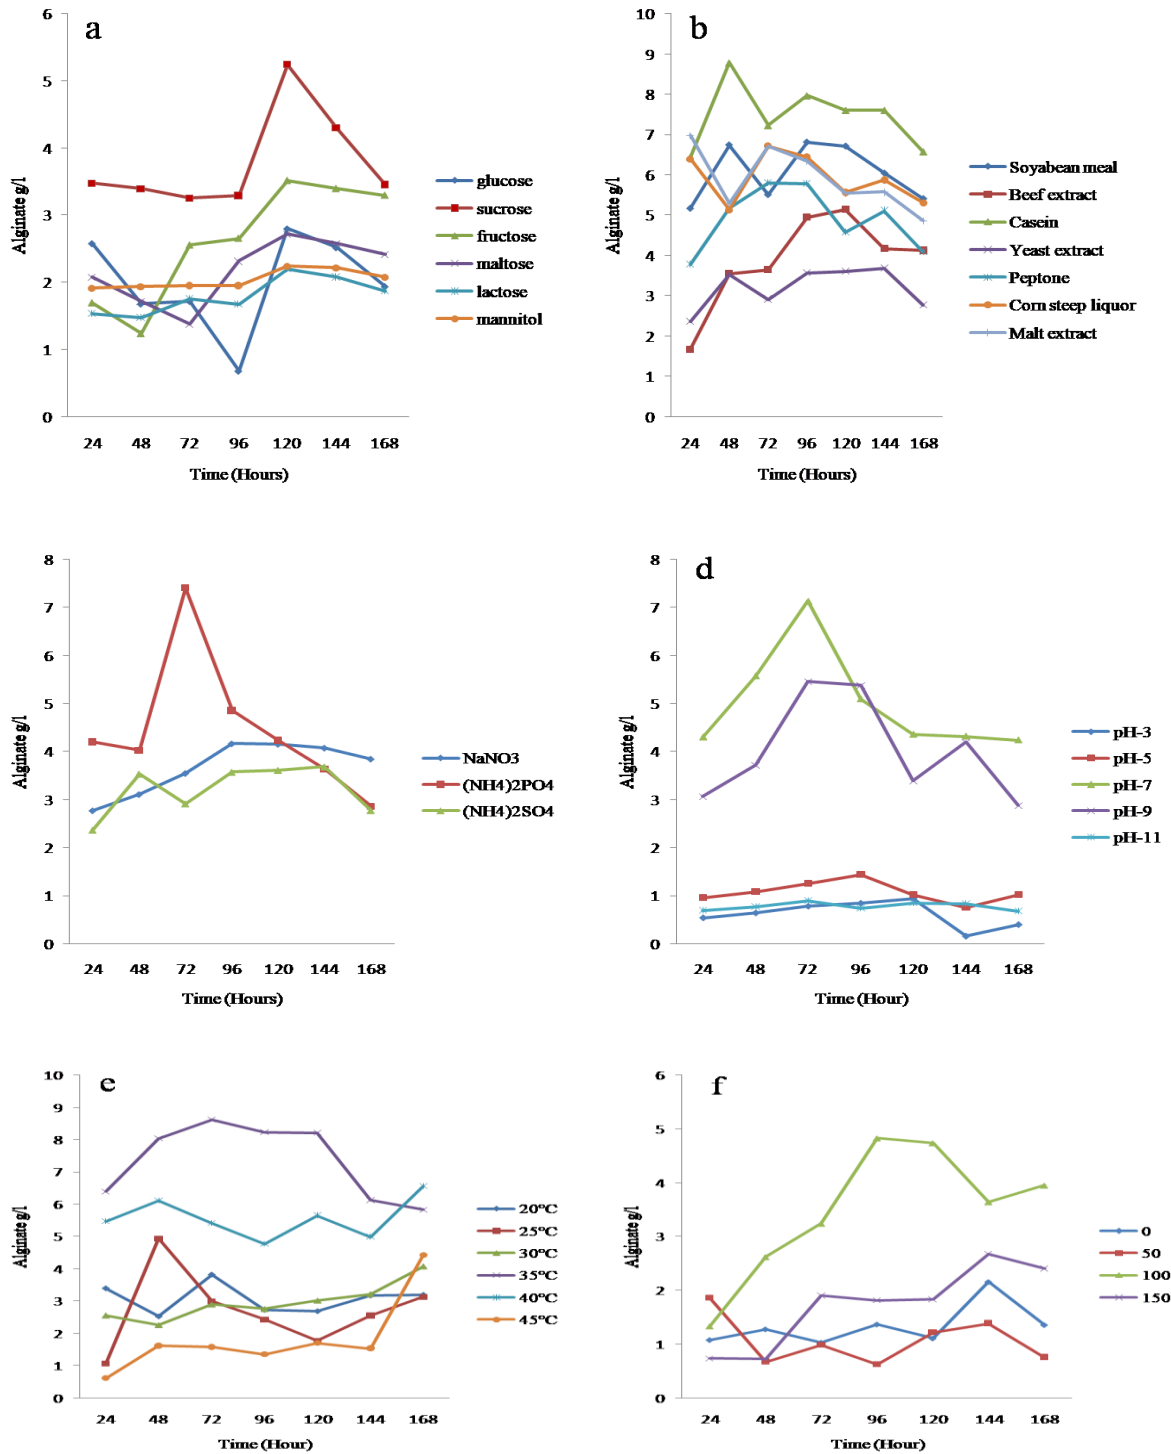 a
6
5
4
3
2
1
0
Alginate g/l
24 48 72 96 120 144 168
Time (Hours)
glucose
sucrose
fructose
maltose
lactose
mannitol
b
10
9
8
7
6
5
4
3
2
1
0
Alginate g/l
24 48 72 96 120 144 168
Time (Hours)
Soyabean meal
Beef extract
Casein
Yeast extract
Peptone
Corn steep liquor
Malt extract
8
7
6
5
4
3
2
1
0
Alginate g/l
24 48 72 96 120 144 168
Time (Hours)
NaNO3
(NH4)2PO4
(NH4)2SO4
d
8
7
6
5
4
3
2
1
0
Alginate g/l
24 48 72 96 120 144 168
Time (Hour)
pH-3
pH-5
pH-7
pH-9
pH-11
e
10
9
8
7
6
5
4
3
2
1
0
Alginate g/l
24 48 72 96 120 144 168
Time (Hour)
20°C
25°C
30°C
35°C
40°C
45°C
f
6
5
4
3
2
1
0
Alginate g/l
24 48 72 96 120 144 168
Time (Hour)
0
50
100
150